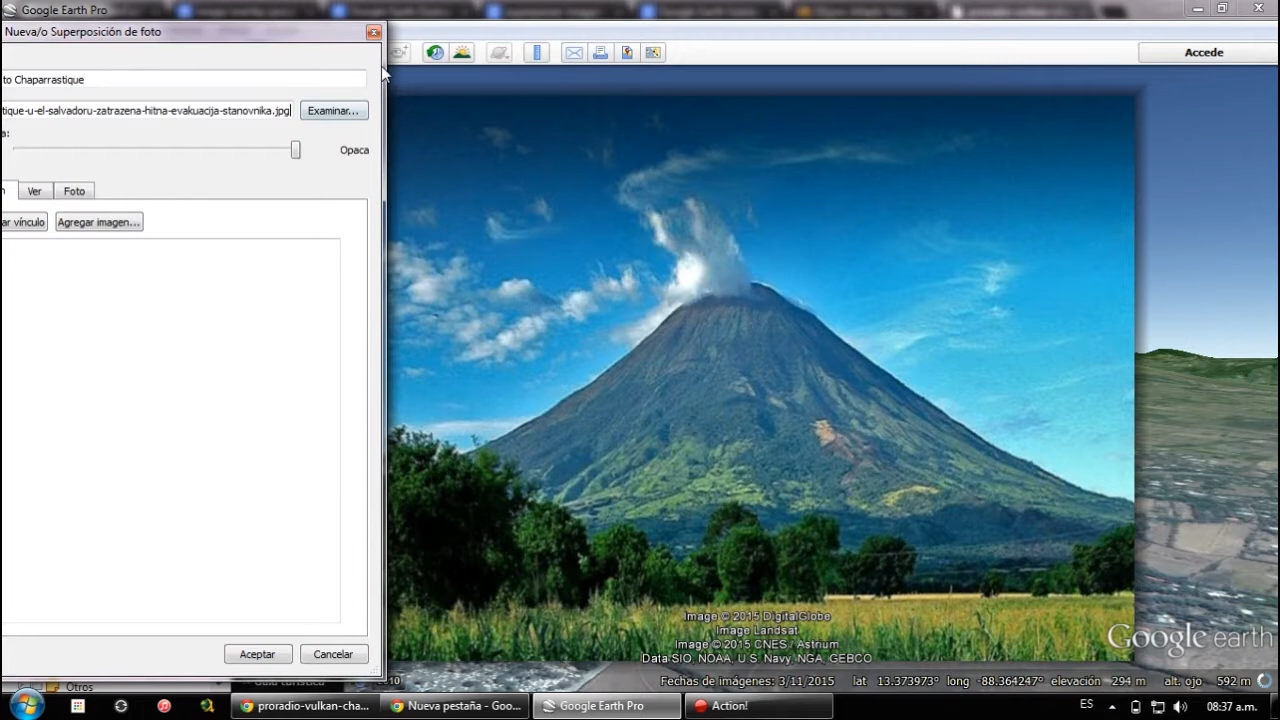 Google Earth Pro
Nueva/o Superposición de foto
Accede
to Chaparrastique
tique-u-el-salvadoru-zatrazena-hitna-evakuacija-stanovnika.jpg
Examinar...
a:
Opaca
n
Ver
Foto
ar vínculo
Agregar imagen...
Image © 2015 DigitalGlobe
Image Landsat
Image © 2015 CNES / Astrium
Data SIO, NOAA, U.S. Navy, NGA, GEBCO
Google earth
Aceptar
Cancelar
Otros
Fechas de imágenes: 3/11/2015
lat 13.373973° long -88.364247° elevación 294 m alt. ojo 592 m
proradio-vulkan-cha...
Nueva pestaña - Goo...
Google Earth Pro
Action!
ES
08:37 a.m.